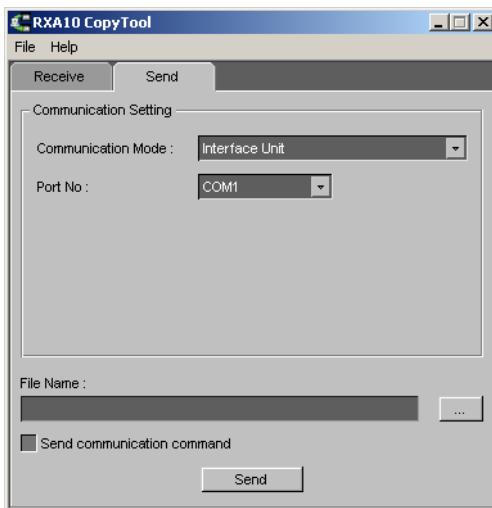 RXA10 CopyTool
File Help
Receive Send
Communication Setting
Communication Mode : Interface Unit
Port No : COM1
File Name :
...
Send communication command
Send